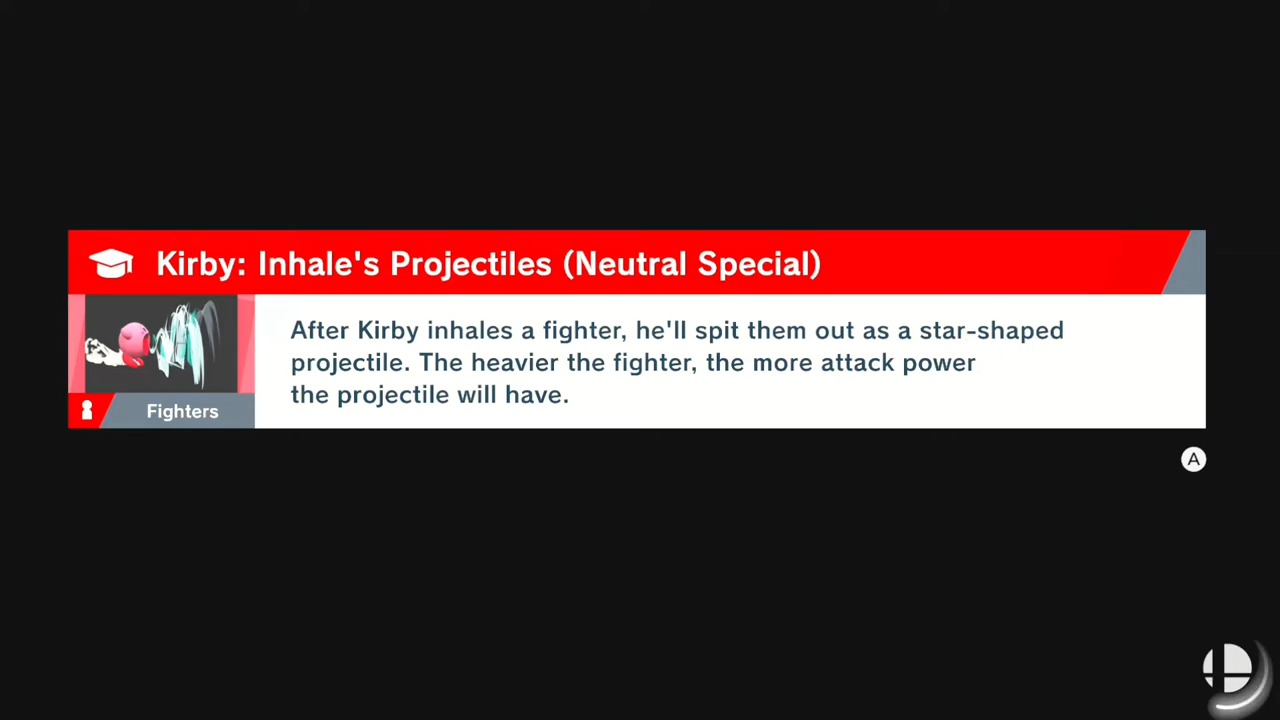 Kirby: Inhale's Projectiles (Neutral Special)
After Kirby inhales a fighter, he'll spit them out as a star-shaped
projectile. The heavier the fighter, the more attack power
the projectile will have.
Fighters
A